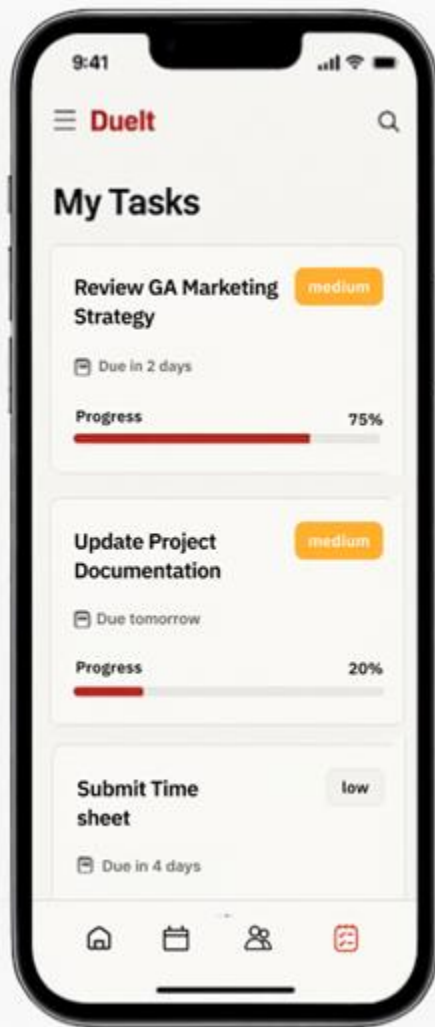 9:41
DueIt
My Tasks
Review GA Marketing
Strategy
medium
Due in 2 days
Progress
75%
Update Project
Documentation
medium
Due tomorrow
Progress
20%
Submit Time
sheet
low
Due in 4 days